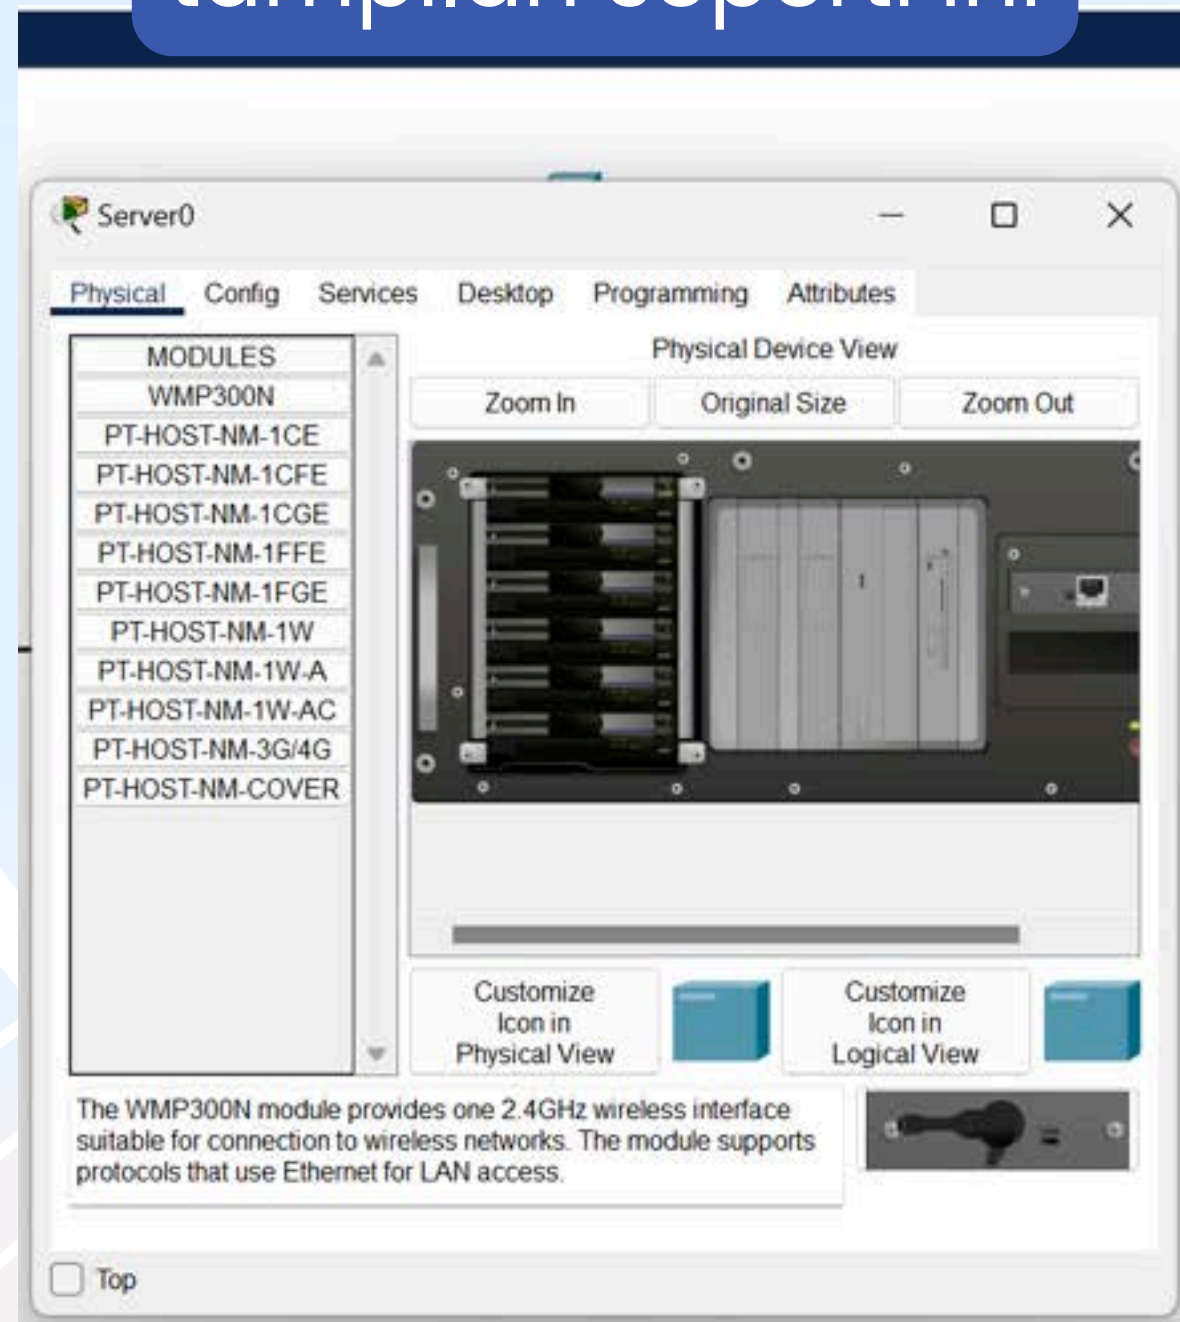 tampilan seperti ini
Server0
Physical Config Services Desktop Programming Attributes
MODULES
WMP300N
PT-HOST-NM-1CE
PT-HOST-NM-1CFE
PT-HOST-NM-1CGE
PT-HOST-NM-1FFE
PT-HOST-NM-1FGE
PT-HOST-NM-1W
PT-HOST-NM-1W-A
PT-HOST-NM-1W-AC
PT-HOST-NM-3G/4G
PT-HOST-NM-COVER
Physical Device View
Zoom In Original Size Zoom Out
Customize
Icon in
Physical View
Customize
Icon in
Logical View
The WMP300N module provides one 2.4GHz wireless interface
suitable for connection to wireless networks. The module supports
protocols that use Ethernet for LAN access.
Top